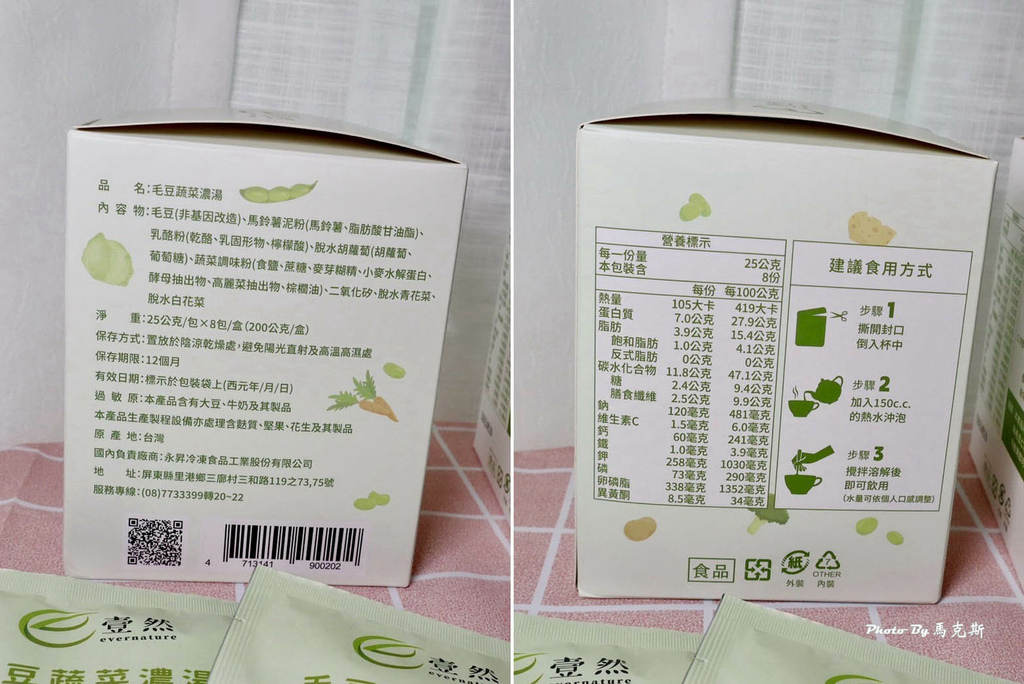 品 名:毛豆蔬菜濃湯
內 容 物:毛豆(非基因改造)、馬鈴薯泥粉(馬鈴薯、脂肪酸甘油酯)、
乳酪粉(乾酪、乳固形物、檸檬酸)、脫水胡蘿蔔(胡蘿蔔、
葡萄糖)、蔬菜調味粉(食鹽、蔗糖、麥芽糊精、小麥水解蛋白、
酵母抽出物、高麗菜抽出物、棕櫚油)、二氧化矽、脫水青花菜、
脫水白花菜
淨 重:25公克/包×8包/盒(200公克/盒)
保存方式:置放於陰涼乾燥處,避免陽光直射及高溫高濕處
保存期限:12個月
有效日期:標示於包裝袋上(西元年/月/日)
過 敏 原:本產品含有大豆、牛奶及其製品
本產品生產製程設備亦處理含麩質、堅果、花生及其製品
原 產 地:台灣
國內負責廠商:永昇冷凍食品工業股份有限公司
地 址:屏東縣里港鄉三廍村三和路119之73,75號
服務專線:(08)7733399轉20~22
4 713141 900202
壹然
evernature
豆蔬菜濃湯
壹然
evernature
營養標示
每一份量 25公克
本包裝含 8份
每份 每100公克
熱量 105大卡 419大卡
蛋白質 7.0公克 27.9公克
脂肪 3.9公克 15.4公克
飽和脂肪 1.0公克 4.1公克
反式脂肪 0公克 0公克
碳水化合物 11.8公克 47.1公克
糖 2.4公克 9.4公克
膳食纖維 2.5公克 9.9公克
鈉 120毫克 481毫克
維生素C 1.5毫克 6.0毫克
鈣 60毫克 241毫克
鐵 1.0毫克 3.9毫克
鉀 258毫克 1030毫克
磷 73毫克 290毫克
卵磷脂 338毫克 1352毫克
異黃酮 8.5毫克 34毫克
建議食用方式
步驟 1
撕開封口
倒入杯中
步驟 2
加入150c.c.
的熱水沖泡
步驟 3
攪拌溶解後
即可飲用
(水量可依個人口感調整)
食品
紙
外裝
7
OTHER
內裝
壹然
evernature
Photo By 馬克斯